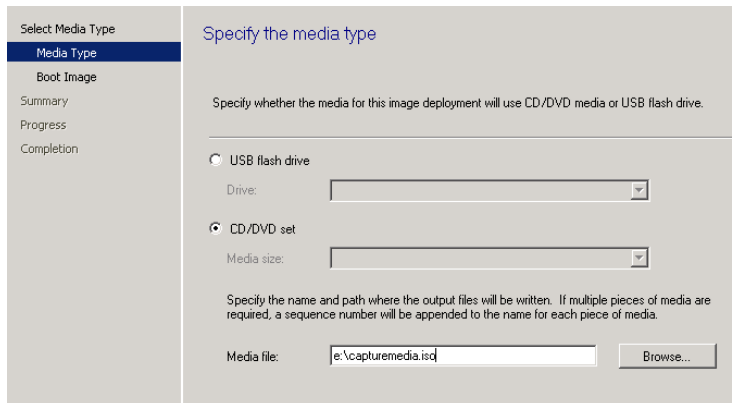 Select Media Type
Media Type
Boot Image
Summary
Progress
Completion
Specify the media type
Specify whether the media for this image deployment will use CD/DVD media or USB flash drive.
USB flash drive
Drive:
CD/DVD set
Media size:
Specify the name and path where the output files will be written.  If multiple pieces of media are
required, a sequence number will be appended to the name for each piece of media.
Media file:
e:\capturemedia.iso
Browse...